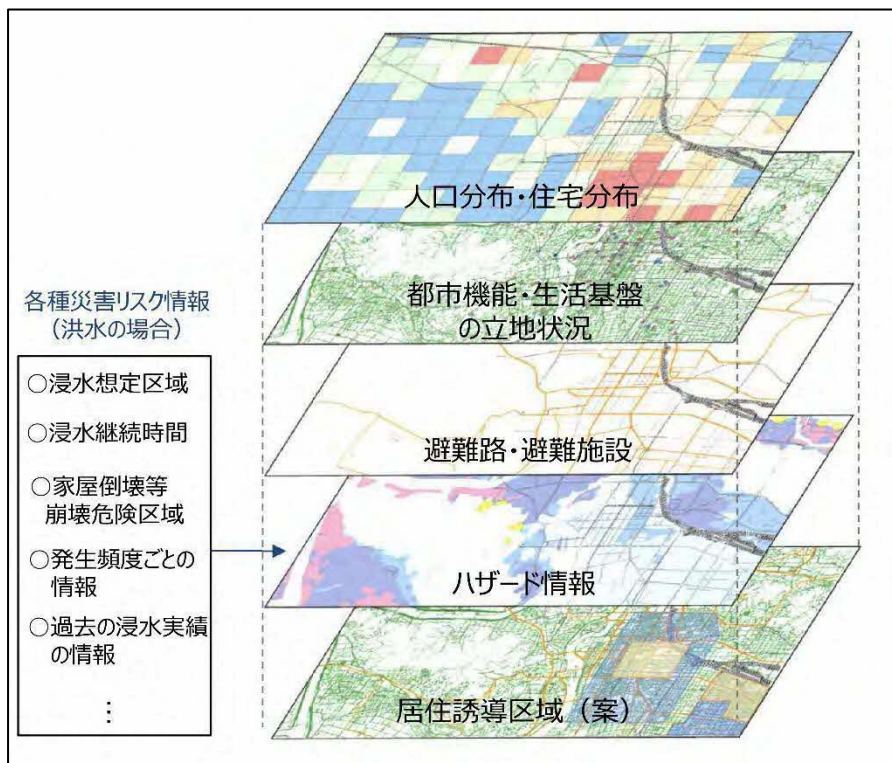 人口分布・住宅分布
都市機能・生活基盤
の立地状況
避難路・避難施設
ハザード情報
居住誘導区域（案）
各種災害リスク情報
（洪水の場合）
○浸水想定区域
○浸水継続時間
○家屋倒壊等
崩壊危険区域
○発生頻度ごとの
情報
○過去の浸水実績
の情報
⋮